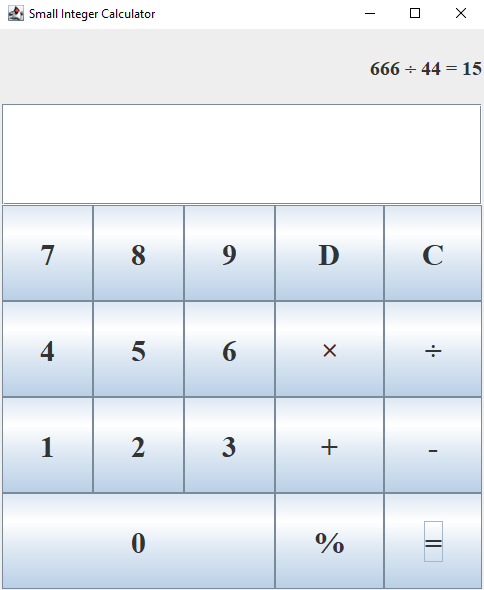 Small Integer Calculator
666 ÷ 44 = 15
7 8 9 D C
4 5 6 × ÷
1 2 3 + -
0 % =